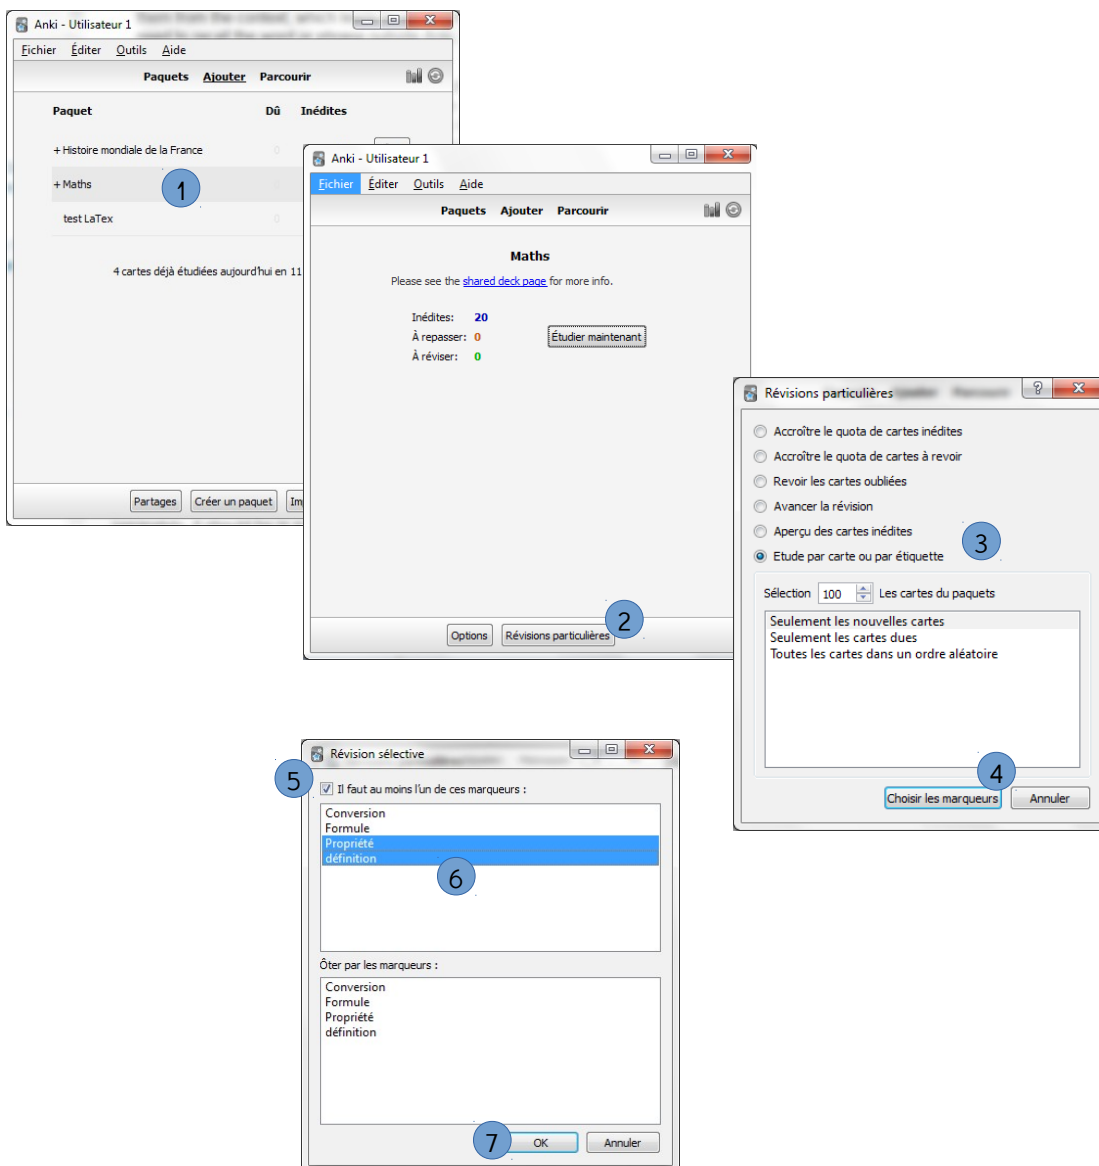 Anki - Utilisateur 1
Fichier Éditer Outils Aide
Paquets Ajouter Parcourir
Paquet Dû Inédites
+ Histoire mondiale de la France 0
+ Maths
1
test LaTex 0
4 cartes déjà étudiées aujourd'hui en 11
Partages Créer un paquet Im
Anki - Utilisateur 1
Fichier Éditer Outils Aide
Paquets Ajouter Parcourir
Maths
Please see the shared deck page for more info.
Inédites: 20
À repasser: 0 Étudier maintenant
À réviser: 0
2
Options Révisions particulières
Révisions particulières
Accroître le quota de cartes inédites
Accroître le quota de cartes à revoir
Revoir les cartes oubliées
Avancer la révision
Aperçu des cartes inédites
3
Etude par carte ou par étiquette
Sélection 100 Les cartes du paquets
Seulement les nouvelles cartes
Seulement les cartes dues
Toutes les cartes dans un ordre aléatoire
4
Choisir les marqueurs Annuler
Révision sélective
5
Il faut au moins l'un de ces marqueurs :
Conversion
Formule
Propriété
définition
6
Ôter par les marqueurs :
Conversion
Formule
Propriété
définition
7 OK Annuler